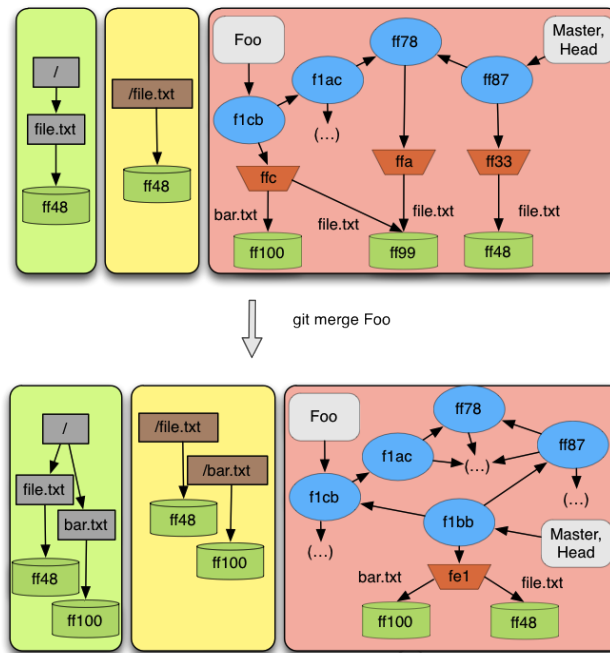 /
file.txt
ff48
/file.txt
ff48
Foo
f1cb
f1ac
(...)
ff78
ff87
Master,
Head
ffc
ffa
ff33
bar.txt
file.txt
file.txt
file.txt
ff100
ff99
ff48
git merge Foo
/
file.txt
bar.txt
ff48
ff100
/file.txt
/bar.txt
ff48
ff100
Foo
f1cb
(...)
f1ac
ff78
(...)
ff87
(...)
f1bb
Master,
Head
fe1
bar.txt
file.txt
ff100
ff48